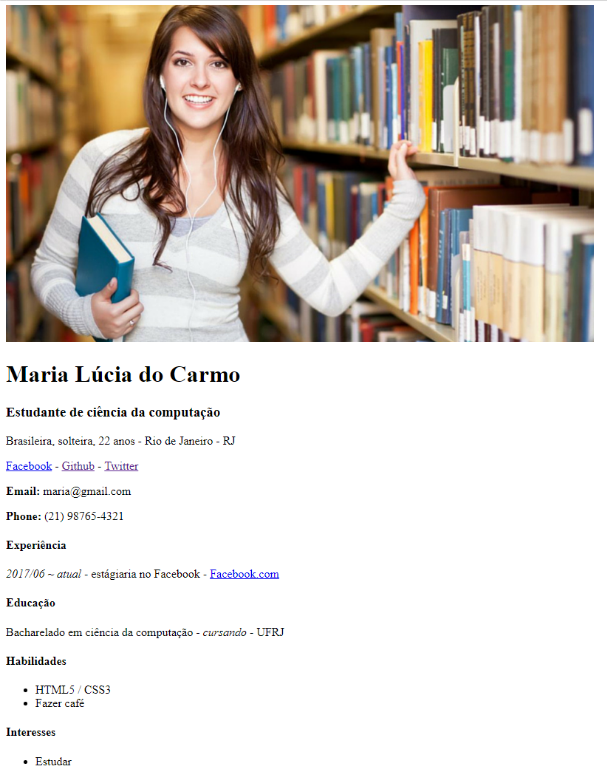 Maria Lúcia do Carmo
Estudante de ciência da computação
Brasileira, solteira, 22 anos - Rio de Janeiro - RJ
Facebook - Github - Twitter
Email: maria@gmail.com
Phone: (21) 98765-4321
Experiência
2017/06 ~ atual - estágiaria no Facebook - Facebook.com
Educação
Bacharelado em ciência da computação - cursando - UFRJ
Habilidades
• HTML5 / CSS3
• Fazer café
Interesses
• Estudar